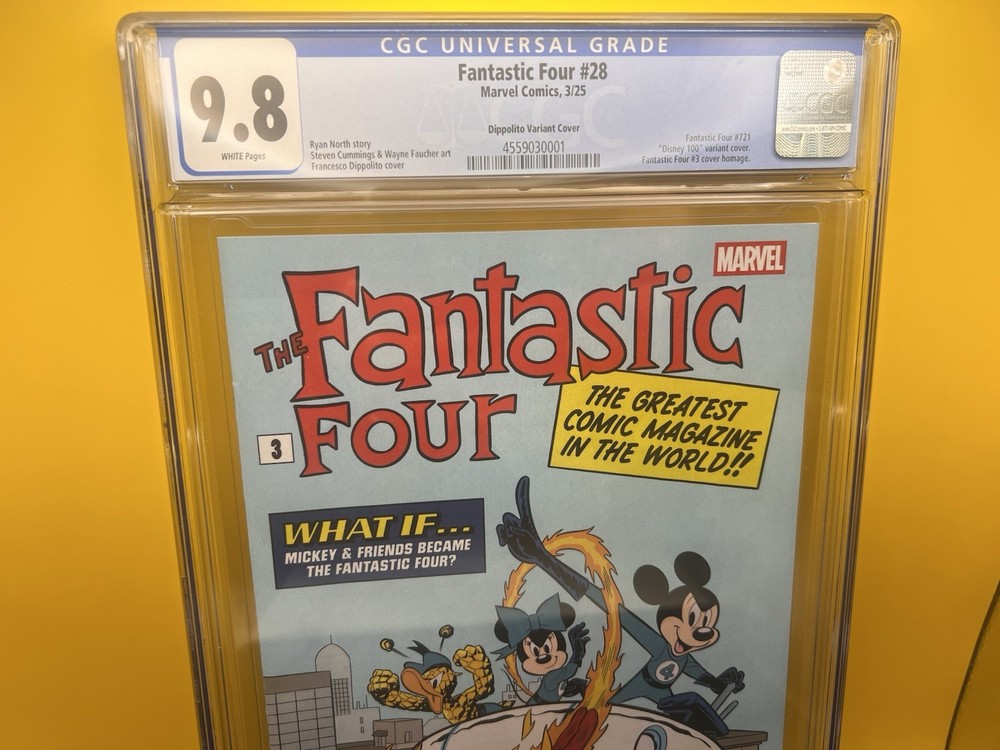 CGC UNIVERSAL GRADE
9.8
WHITE Pages
Fantastic Four #28
Marvel Comics, 3/25
Dippolito Variant Cover
4559030001
Ryan North story
Steven Cummings & Wayne Faucher art
Francesco Dippolito cover
Fantastic Four #721
"Disney 100" variant cover.
Fantastic Four #3 cover homage.
CGC
MARVEL
THE Fantastic
Four
3
THE GREATEST
COMIC MAGAZINE
IN THE WORLD!!
WHAT IF...
MICKEY & FRIENDS BECAME
THE FANTASTIC FOUR?
4